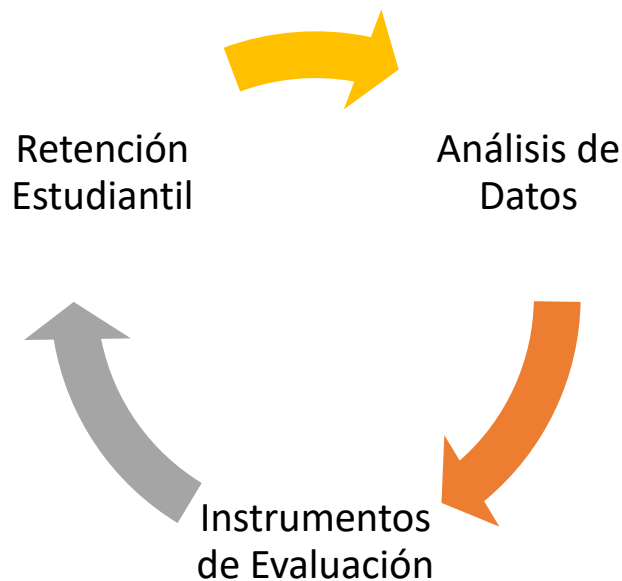 Retención
Estudiantil
Análisis de
Datos
Instrumentos
de Evaluación